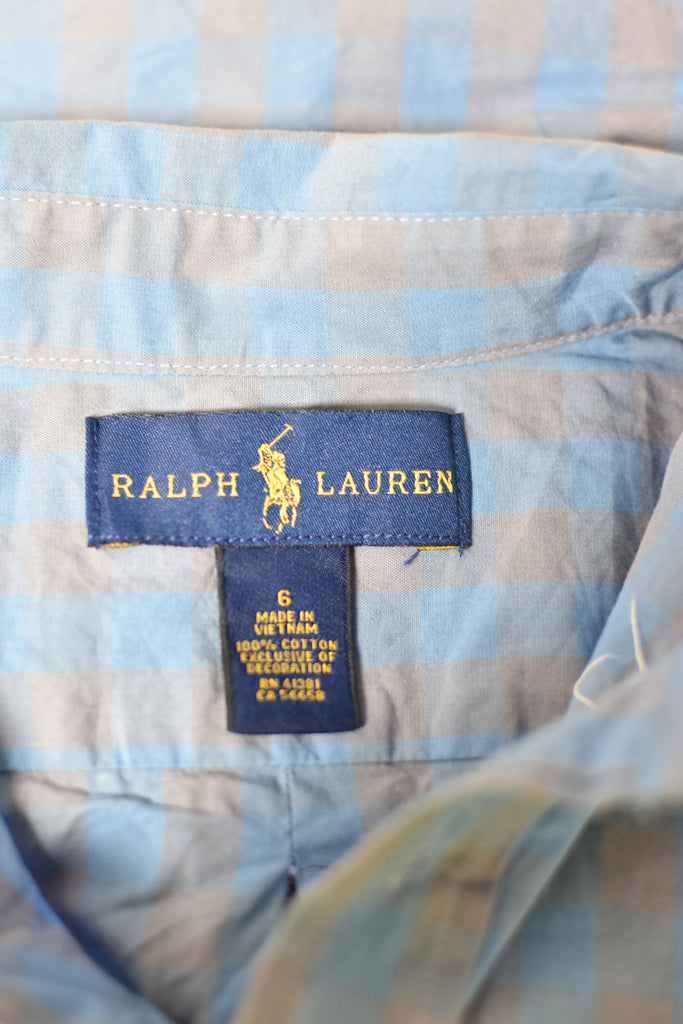 RALPH LAUREN
6
MADE IN
VIETNAM
100% COTTON
EXCLUSIVE OF
DECORATION
RN 41381
CA 56658